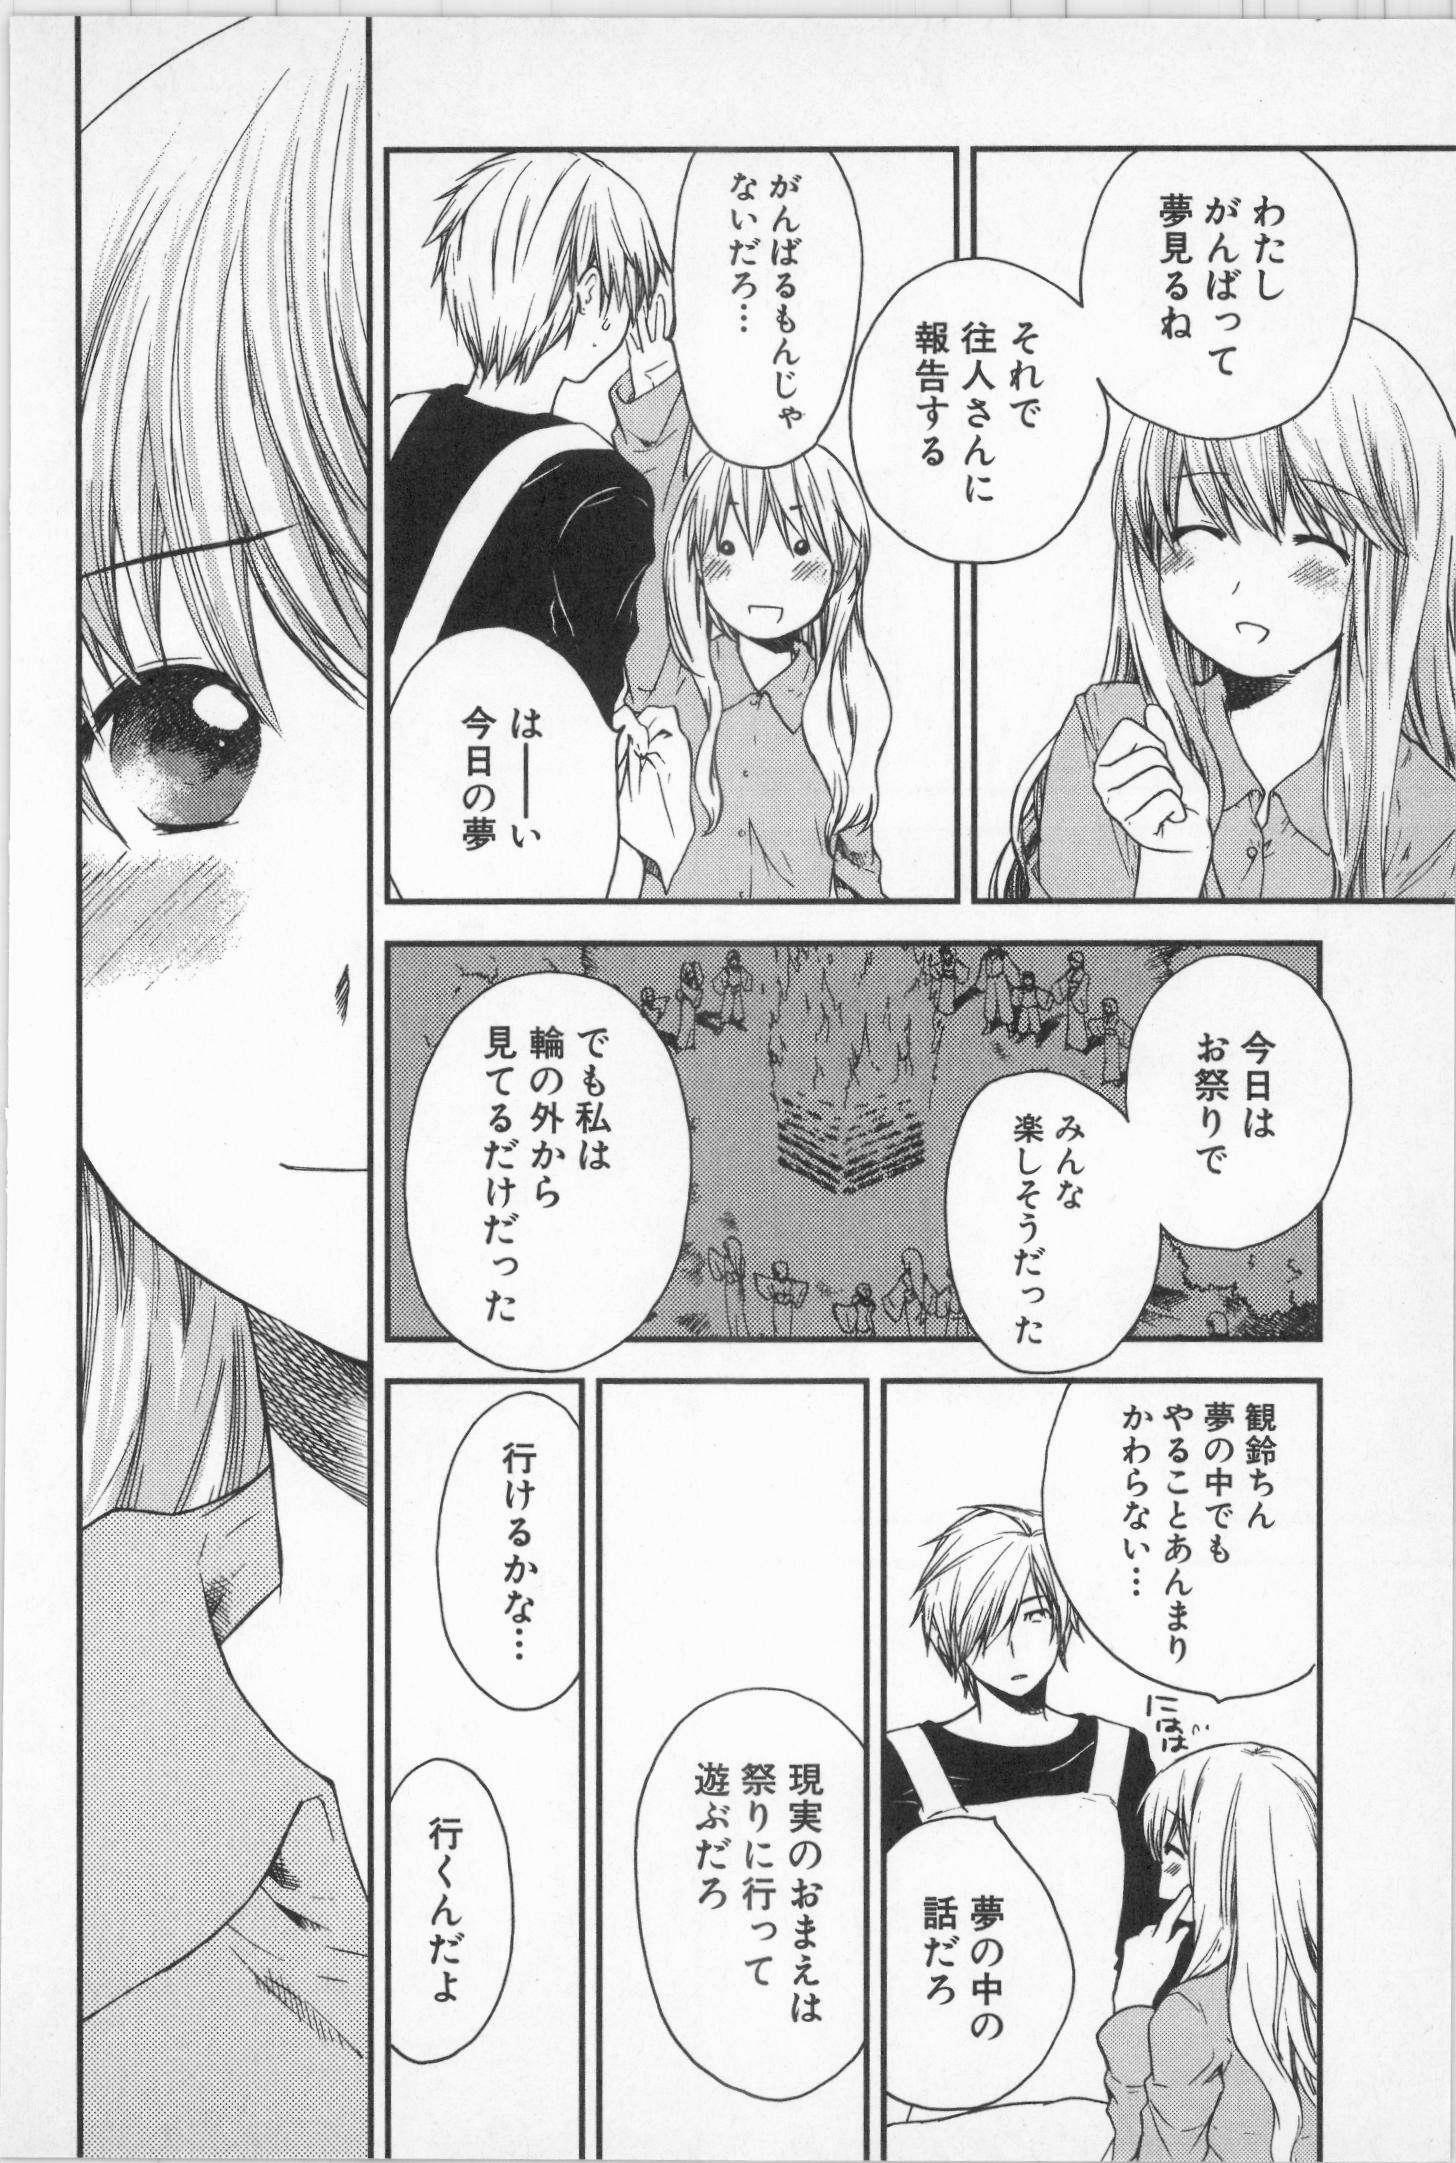 わたし
がんばって
夢見るね
それで
往人さんに
報告する
がんばるもんじゃ
ないだろ…
は――い
今日の夢
今日は
お祭りで
みんな
楽しそうだった
でも私は
輪の外から
見てるだけだった
観鈴ちん
夢の中でも
やることあんまり
かわらない…
にはは…
夢の中の
話だろ
現実のおまえは
祭りに行って
遊ぶだろ
行けるかな…
行くんだよ